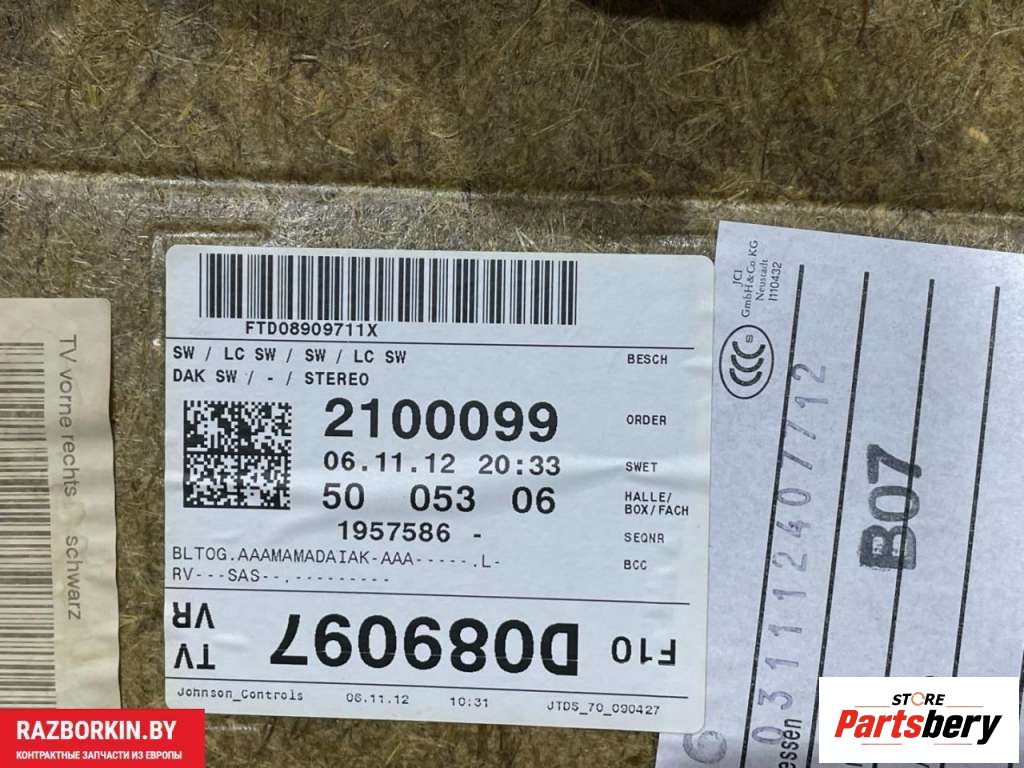 TV vorne rechts schwarz
FTD08909711X
SW / LC SW / SW / LC SW BESCH
DAK SW / - / STEREO
2100099 ORDER
06.11.12 20:33 SWET
50 053 06 HALLE/
BOX/FACH
1957586 - SEQNR
BLTOG.AAAMAMADAIAK-AAA-----.L- BCC
RV---SAS--.---------
F10 D089097 TV
VR
Johnson_Controls 06.11.12 10:31 JTDS_70_090427
JCI
GmbH & Co. KG
Neustadt
I110432
CCC S
031112407712
B07
essen
RAZBORKIN.BY
КОНТРАКТНЫЕ ЗАПЧАСТИ ИЗ ЕВРОПЫ
STORE
Partsbery